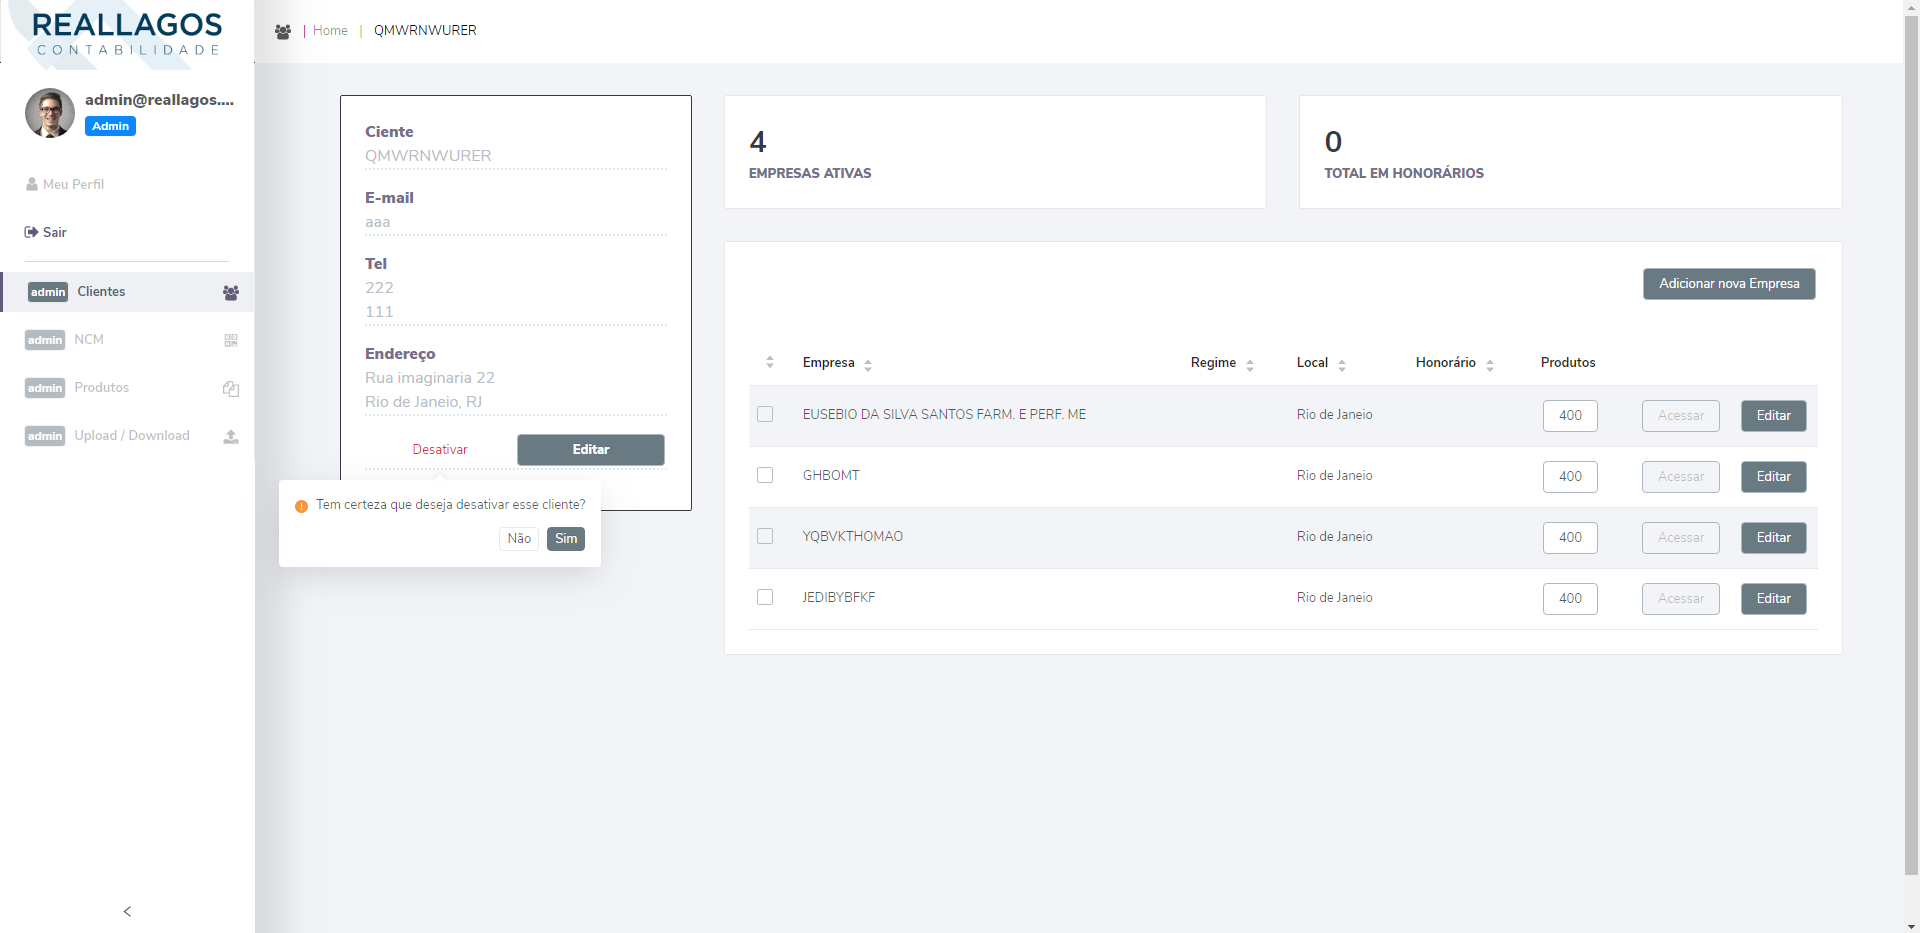 REALLAGOS
CONTABILIDADE
admin@reallagos....
Admin
Meu Perfil
Sair
admin Clientes
admin NCM
admin Produtos
admin Upload / Download
| Home | QMWRNWURER
Ciente
QMWRNWURER
E-mail
aaa
Tel
222
111
Endereço
Rua imaginaria 22
Rio de Janeio, RJ
Desativar Editar
Tem certeza que deseja desativar esse cliente?
Não Sim
4
EMPRESAS ATIVAS
0
TOTAL EM HONORÁRIOS
Adicionar nova Empresa
Empresa Regime Local Honorário Produtos
EUSEBIO DA SILVA SANTOS FARM. E PERF. ME Rio de Janeio 400 Acessar Editar
GHBOMT Rio de Janeio 400 Acessar Editar
YQBVKTHOMAO Rio de Janeio 400 Acessar Editar
JEDIBYBFKF Rio de Janeio 400 Acessar Editar